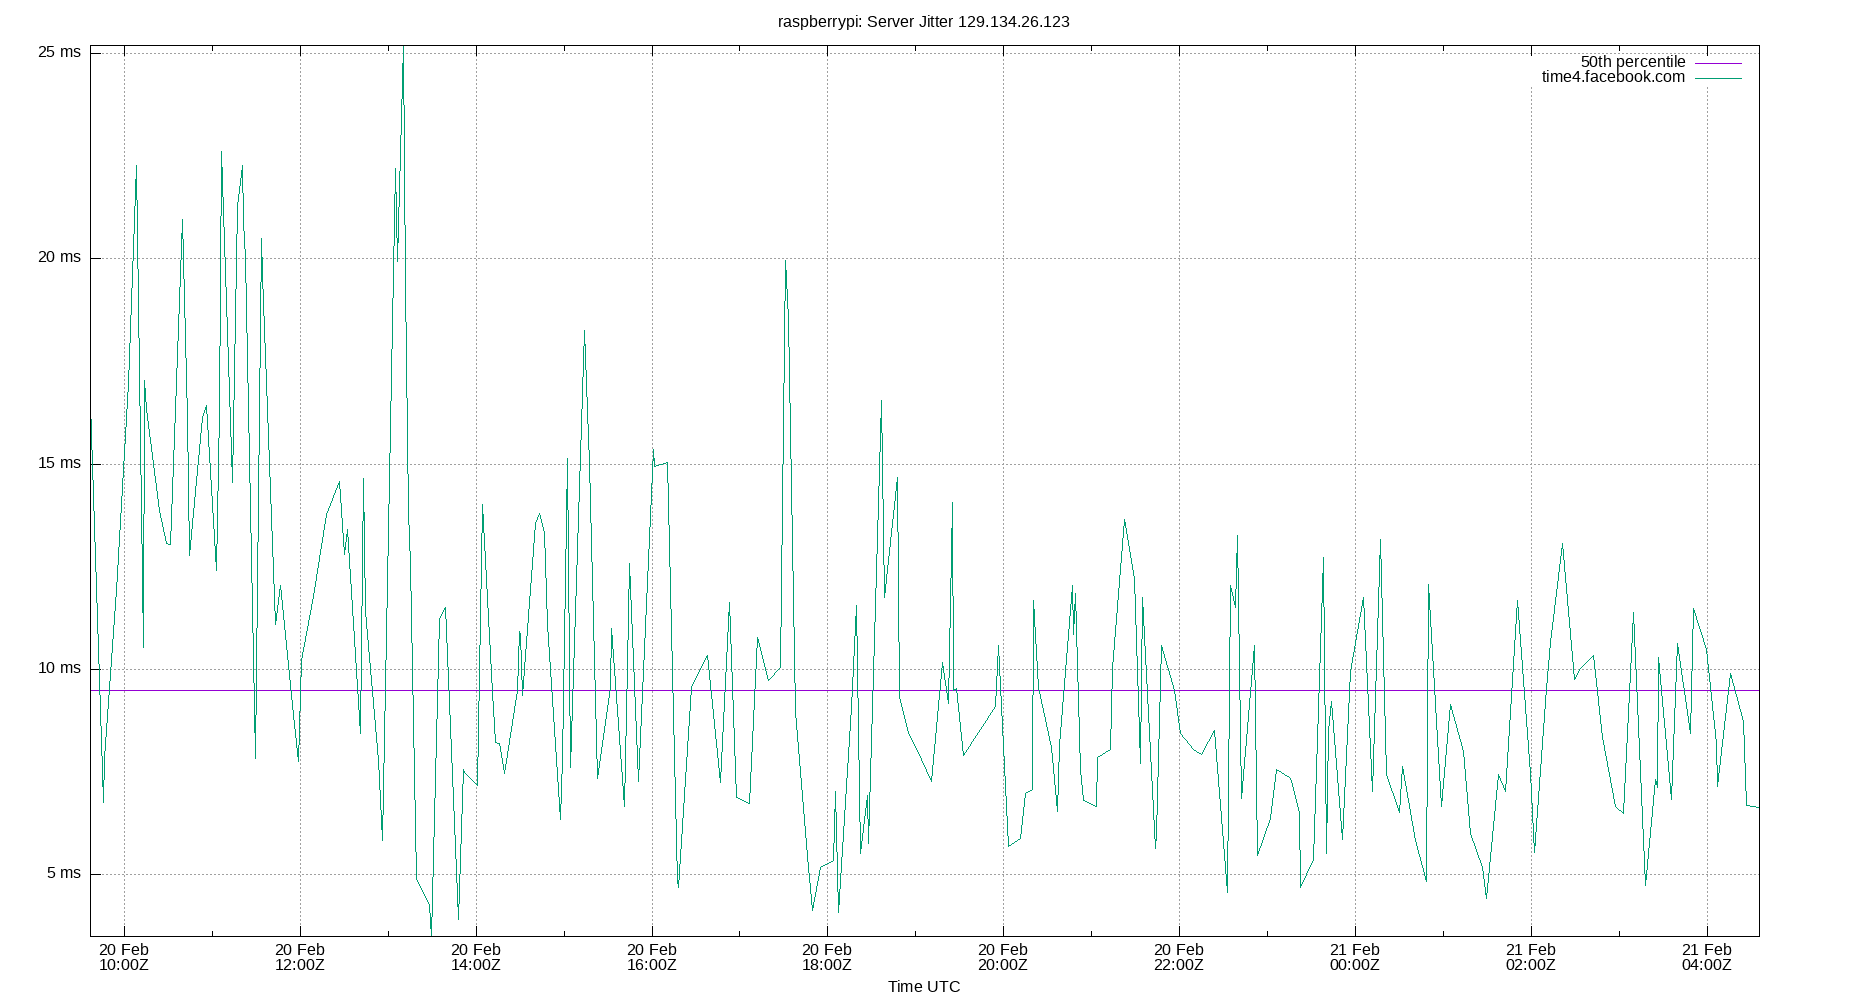 raspberrypi: Server Jitter 129.134.26.123
25 ms
20 ms
15 ms
10 ms
5 ms
50th percentile
time4.facebook.com
20 Feb 20 Feb 20 Feb 20 Feb 20 Feb 20 Feb 20 Feb 21 Feb 21 Feb 21 Feb
10:00Z 12:00Z 14:00Z 16:00Z 18:00Z 20:00Z 22:00Z 00:00Z 02:00Z 04:00Z
Time UTC